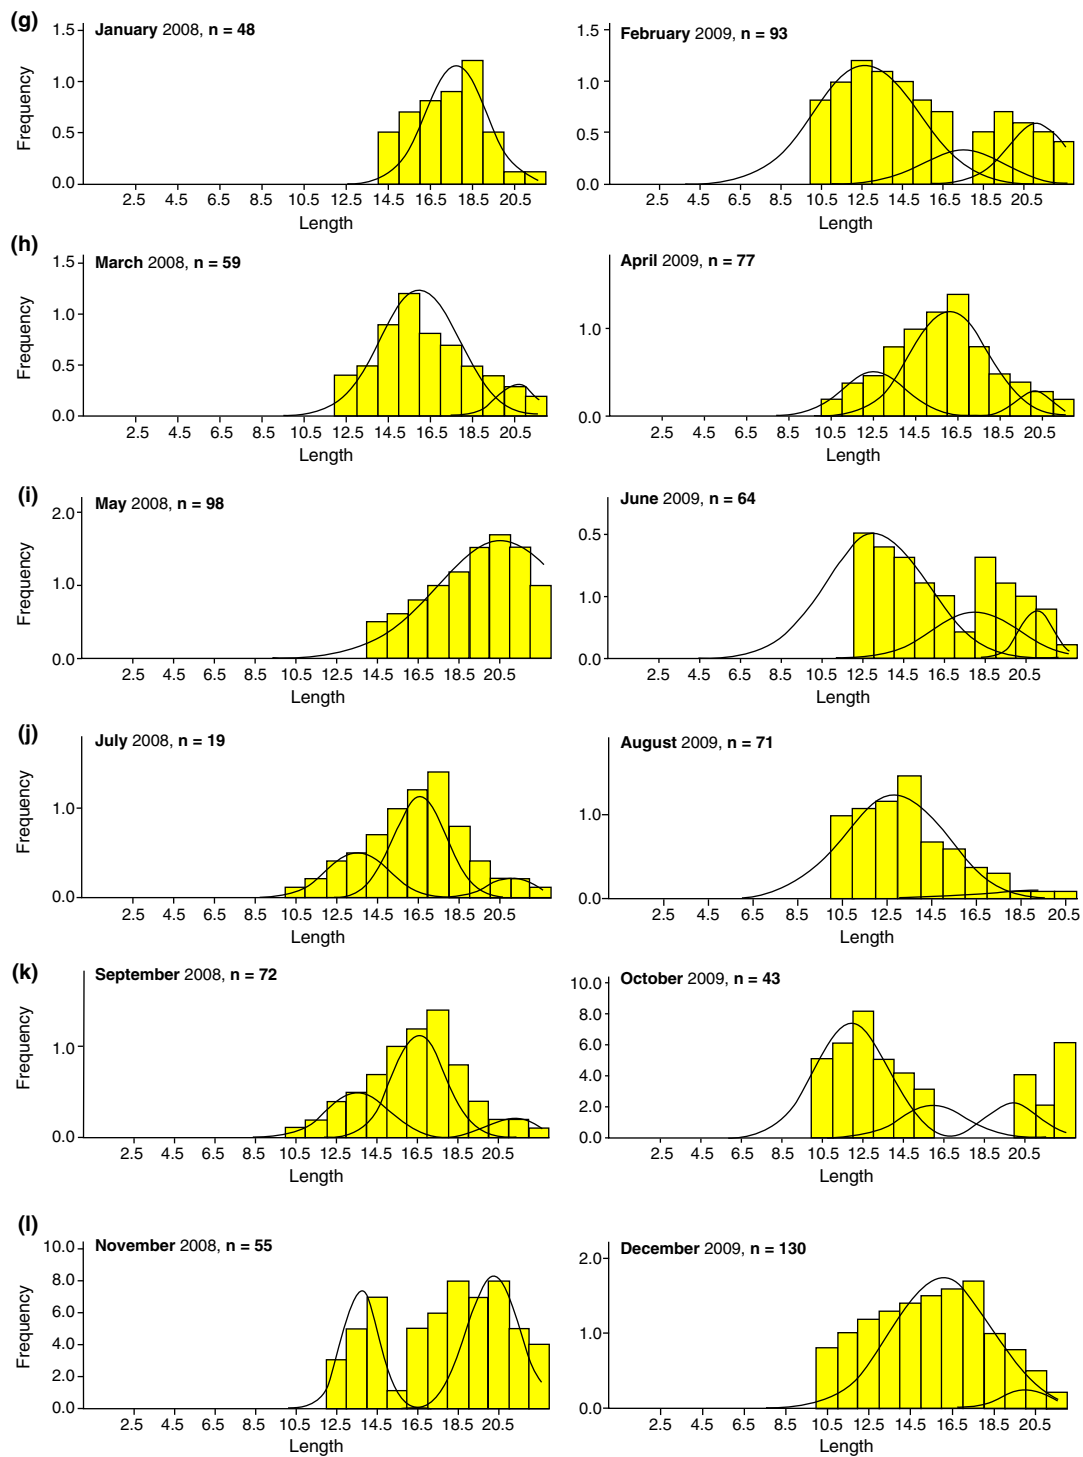 (g)
January 2008, n = 48
1.5
1.0
0.5
0.0
Frequency
2.5 4.5 6.5 8.5 10.5 12.5 14.5 16.5 18.5 20.5
Length
February 2009, n = 93
1.5
1.0
0.5
0.0
2.5 4.5 6.5 8.5 10.5 12.5 14.5 16.5 18.5 20.5
Length
(h)
March 2008, n = 59
1.5
1.0
0.5
0.0
Frequency
2.5 4.5 6.5 8.5 10.5 12.5 14.5 16.5 18.5 20.5
Length
April 2009, n = 77
1.0
0.0
2.5 4.5 6.5 8.5 10.5 12.5 14.5 16.5 18.5 20.5
Length
(i)
May 2008, n = 98
2.0
1.0
0.0
Frequency
2.5 4.5 6.5 8.5 10.5 12.5 14.5 16.5 18.5 20.5
Length
June 2009, n = 64
0.5
1.0
0.0
2.5 4.5 6.5 8.5 10.5 12.5 14.5 16.5 18.5 20.5
Length
(j)
July 2008, n = 19
1.0
0.0
Frequency
2.5 4.5 6.5 8.5 10.5 12.5 14.5 16.5 18.5 20.5
Length
August 2009, n = 71
1.0
0.0
2.5 4.5 6.5 8.5 10.5 12.5 14.5 16.5 18.5 20.5
Length
(k)
September 2008, n = 72
1.0
0.0
Frequency
2.5 4.5 6.5 8.5 10.5 12.5 14.5 16.5 18.5 20.5
Length
October 2009, n = 43
10.0
8.0
6.0
4.0
2.0
0.0
2.5 4.5 6.5 8.5 10.5 12.5 14.5 16.5 18.5 20.5
Length
(l)
November 2008, n = 55
10.0
8.0
6.0
4.0
2.0
0.0
Frequency
2.5 4.5 6.5 8.5 10.5 12.5 14.5 16.5 18.5 20.5
Length
December 2009, n = 130
2.0
1.0
0.0
2.5 4.5 6.5 8.5 10.5 12.5 14.5 16.5 18.5 20.5
Length